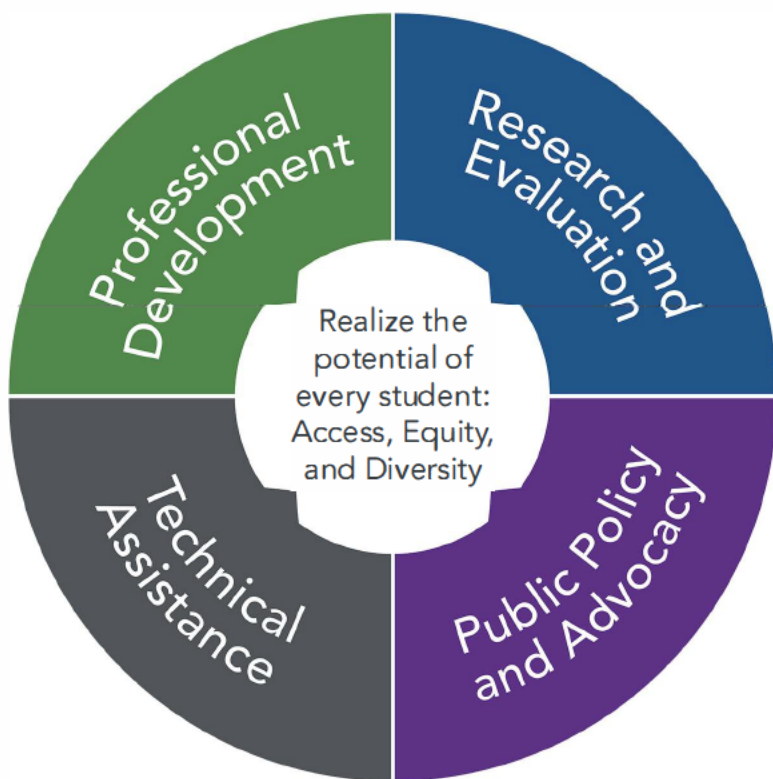 Professional
Development
Research and
Evaluation
Realize the
potential of
every student:
Access, Equity,
and Diversity
Technical
Assistance
Public Policy
and Advocacy